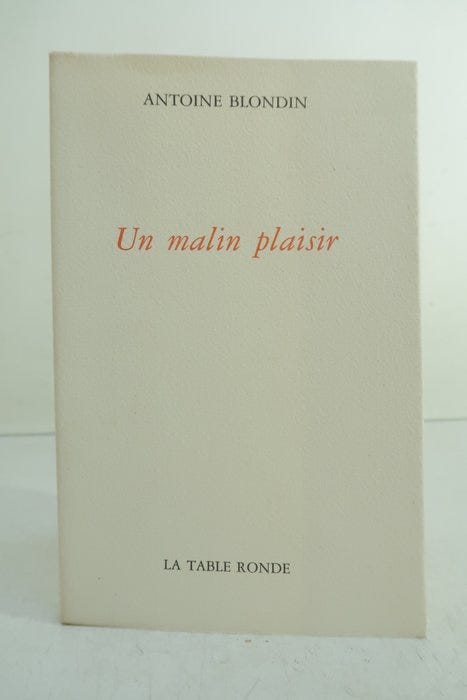 ANTOINE BLONDIN
Un malin plaisir
LA TABLE RONDE